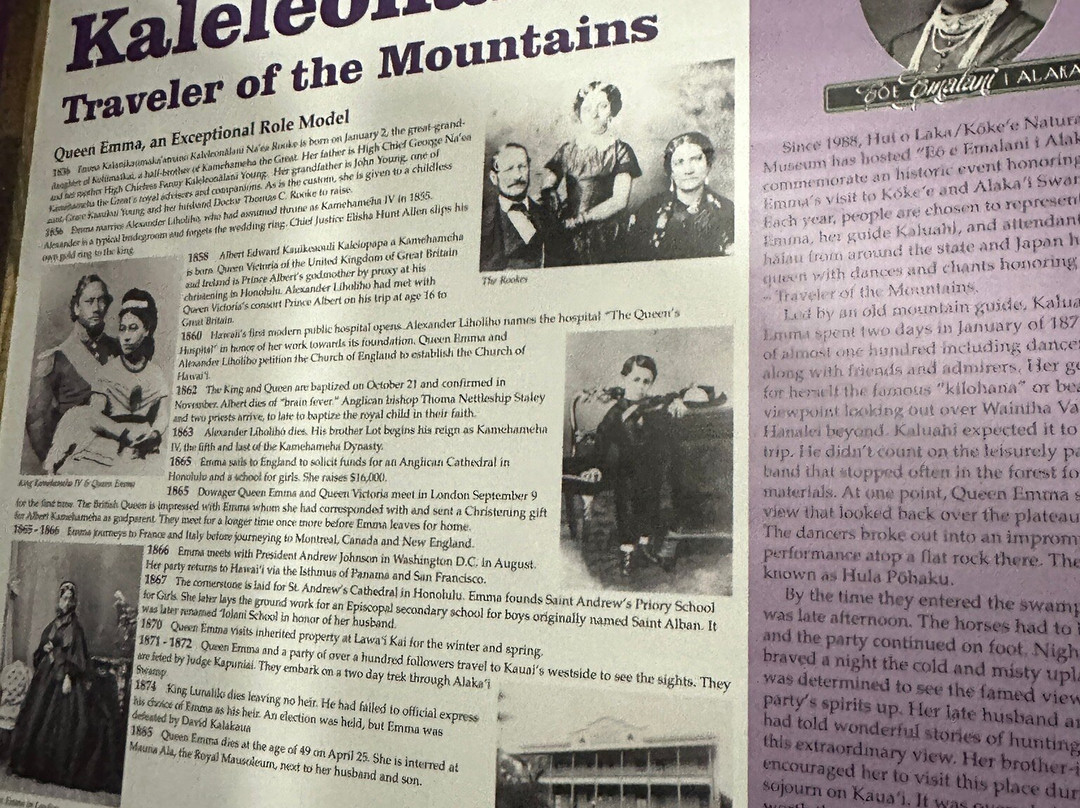 Kaleleona
Traveler of the Mountains
Queen Emma, an Exceptional Role Model
1836 Emma Kalanikaumaka'amano Kaleleonālani Na'ea Rooke is born on January 2, the great-grand-
daughter of Keliimaikai, a half-brother of Kamehameha the Great. Her father is High Chief George Na'ea
and her mother High Chiefess Fanny Kaleleonālani Young. Her grandfather is John Young, one of
Kamehameha the Great's royal advisers and companions. As is the custom, she is given to a childless
aunt, Grace Kamaikui Young and her husband Doctor Thomas C. Rooke to raise.
1856 Emma marries Alexander Liholiho, who had assumed throne as Kamehameha IV in 1855.
Alexander is a typical bridegroom and forgets the wedding ring. Chief Justice Elisha Hunt Allen slips his
own gold ring to the king.
1858 Albert Edward Kauikeaouli Kaleiopapa a Kamehameha
is born. Queen Victoria of the United Kingdom of Great Britain
and Ireland is Prince Albert's godmother by proxy at his
christening in Honolulu. Alexander Liholiho had met with
Queen Victoria's consort Prince Albert on his trip at age 16 to
Great Britain.
1860 Hawai'i's first modern public hospital opens. Alexander Liholiho names the hospital "The Queen's
Hospital" in honor of her work towards its foundation. Queen Emma and
Alexander Liholiho petition the Church of England to establish the Church of
Hawai'i.
1862 The King and Queen are baptized on October 21 and confirmed in
November. Albert dies of "brain fever." Anglican bishop Thoma Nettleship Staley
and two priests arrive, to late to baptize the royal child in their faith.
1863 Alexander Liholiho dies. His brother Lot begins his reign as Kamehameha
IV, the fifth and last of the Kamehameha Dynasty.
1865 Emma sails to England to solicit funds for an Anglican Cathedral in
Honolulu and a school for girls. She raises $16,000.
1865 Dowager Queen Emma and Queen Victoria meet in London September 9
for the first time. The British Queen is impressed with Emma whom she had corresponded with and sent a Christening gift
for Albert Kamehameha as godparent. They meet for a longer time once more before Emma leaves for home.
1865 - 1866 Emma journeys to France and Italy before journeying to Montreal, Canada and New England.
1866 Emma meets with President Andrew Johnson in Washington D.C. in August.
Her party returns to Hawai'i via the Isthmus of Panama and San Francisco.
1867 The cornerstone is laid for St. Andrew's Cathedral in Honolulu. Emma founds Saint Andrew's Priory School
for Girls. She later lays the ground work for an Episcopal secondary school for boys originally named Saint Alban. It
was later renamed 'Iolani School in honor of her husband.
1870 Queen Emma visits inherited property at Lawa'i Kai for the winter and spring.
1871 - 1872 Queen Emma and a party of over a hundred followers travel to Kauai's westside to see the sights. They
are feted by Judge Kapuniai. They embark on a two day trek through Alaka'i
Swamp.
1874 King Lunalilo dies leaving no heir. He had failed to official express
his choice of Emma as his heir. An election was held, but Emma was
defeated by David Kalakaua
1885 Queen Emma dies at the age of 49 on April 25. She is interred at
Mauna Ala, the Royal Mausoleum, next to her husband and son.
The Rookes
King Kamehameha IV & Queen Emma
Emma in London
EŌ E Emalani I ALAKA
Since 1988, Hui o Laka/Kōke'e Natura
Museum has hosted "Eō e Emalani i Alak
commemorate an historic event honoring
Emma's visit to Kōke'e and Alaka'i Swam
Each year, people are chosen to represent
Emma, her guide Kaluahi, and attendant
hālau from around the state and Japan h
queen with dances and chants honoring
– Traveler of the Mountains.
Led by an old mountain guide, Kalua
Emma spent two days in January of 187
of almost one hundred including dance
along with friends and admirers. Her go
for herself the famous "kilohana" or bea
viewpoint looking out over Wainiha Va
Hanalei beyond. Kaluahi expected it to
trip. He didn't count on the leisurely pa
band that stopped often in the forest fo
materials. At one point, Queen Emma s
view that looked back over the plateau
The dancers broke out into an improm
performance atop a flat rock there. The
known as Hula Pōhaku.
By the time they entered the swamp
was late afternoon. The horses had to
and the party continued on foot. Nigh
braved a night the cold and misty upl
was determined to see the famed view
party's spirits up. Her late husband a
had told wonderful stories of hunting
this extraordinary view. Her brother-i
encouraged her to visit this place dur
sojourn on Kaua'i. It was